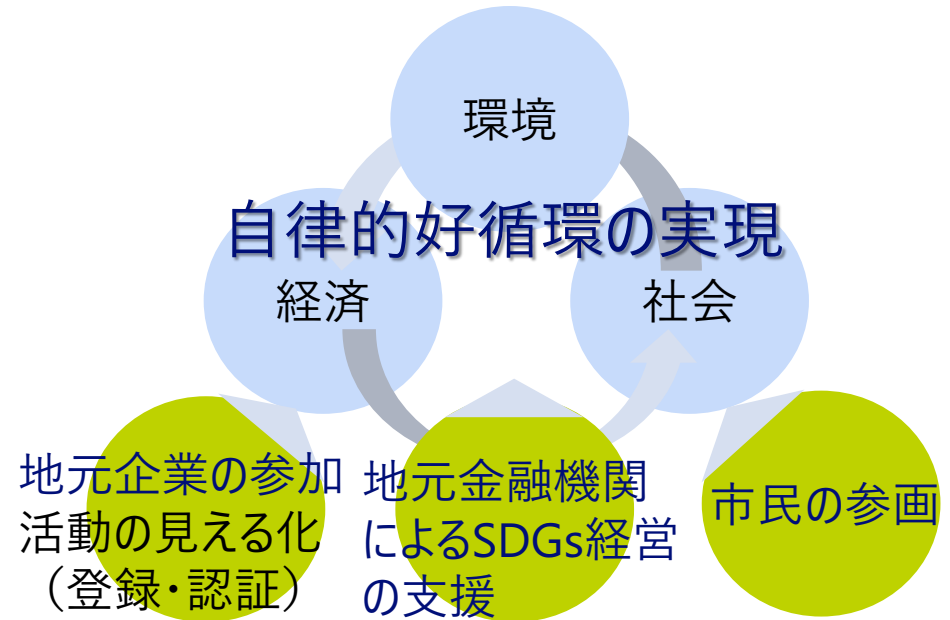 環境
自律的好循環の実現
経済
社会
地元企業の参加
活動の見える化
（登録・認証）
地元金融機関
によるSDGs経営
の支援
市民の参画